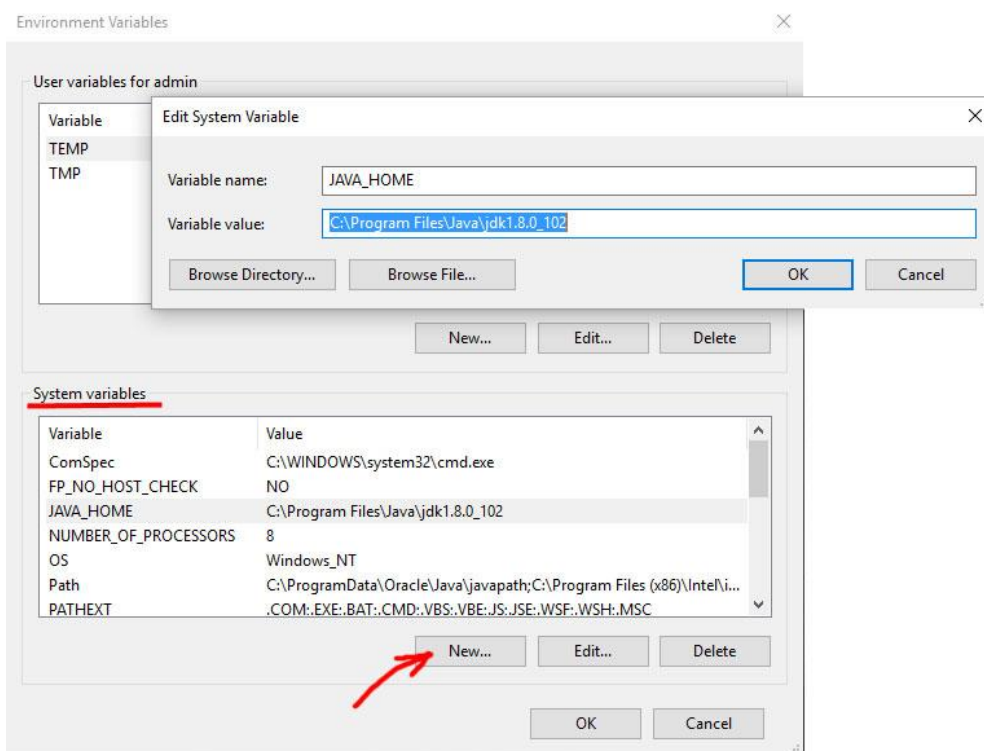 Environment Variables
User variables for admin
Variable
TEMP
TMP
Edit System Variable
Variable name: JAVA_HOME
Variable value: C:\Program Files\Java\jdk1.8.0_102
Browse Directory... Browse File... OK Cancel
New... Edit... Delete
System variables
Variable Value
ComSpec C:\WINDOWS\system32\cmd.exe
FP_NO_HOST_CHECK NO
JAVA_HOME C:\Program Files\Java\jdk1.8.0_102
NUMBER_OF_PROCESSORS 8
OS Windows_NT
Path C:\ProgramData\Oracle\Java\javapath;C:\Program Files (x86)\Intel\i...
PATHEXT .COM;.EXE;.BAT;.CMD;.VBS;.VBE;.JS;.JSE;.WSF;.WSH;.MSC
New... Edit... Delete
OK Cancel